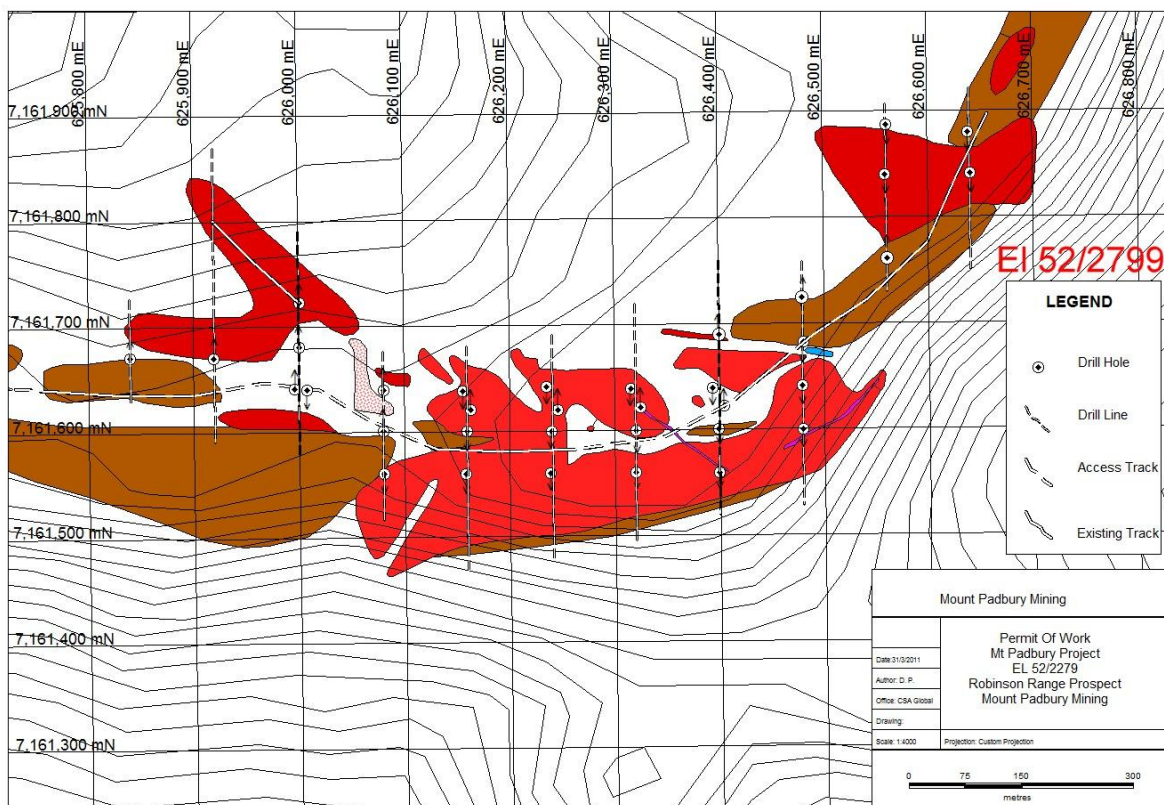 625,800 mE
625,900 mE
626,000 mE
626,100 mE
626,200 mE
626,300 mE
626,400 mE
626,500 mE
626,600 mE
626,700 mE
626,800 mE
7,161,900 mN
7,161,800 mN
7,161,700 mN
7,161,600 mN
7,161,500 mN
7,161,400 mN
7,161,300 mN
El 52/2799
LEGEND
Drill Hole
Drill Line
Access Track
Existing Track
Mount Padbury Mining
Date:31/3/2011
Author: D. P.
Office: CSA Global
Drawing:
Scale: 1:4000
Permit Of Work
Mt Padbury Project
EL 52/2279
Robinson Range Prospect
Mount Padbury Mining
Projection: Custom Projection
0 75 150 300
metres